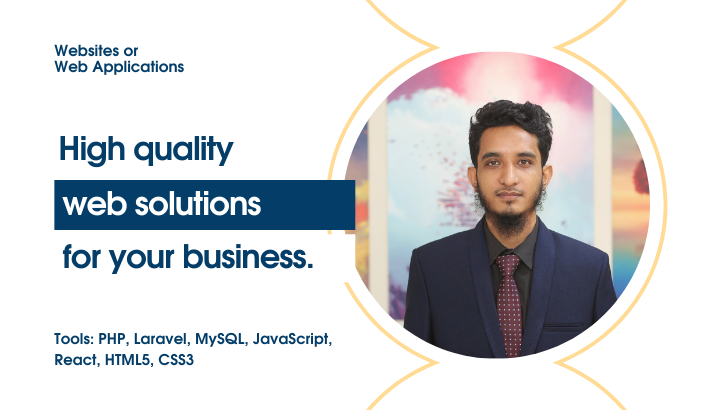 Websites or
Web Applications
High quality
web solutions
for your business.
Tools: PHP, Laravel, MySQL, JavaScript,
React, HTML5, CSS3